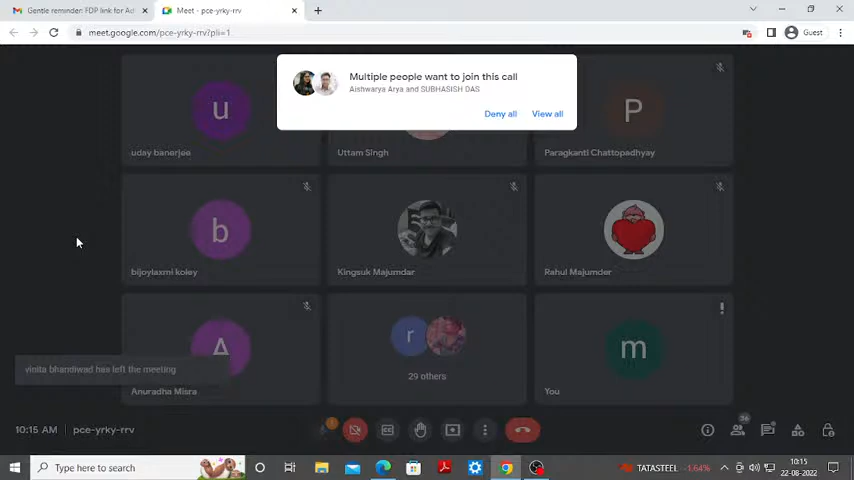 Gentle reminder: FDP link for Ad
Meet - pce-yrky-rrv
meet.google.com/pce-yrky-rrv?pli=1
Guest
Multiple people want to join this call
Aishwarya Arya and SUBHASISH DAS
Deny all View all
u
P
uday banerjee
Uttam Singh
Paragkanti Chattopadhyay
b
bijoylaxmi koley
Kingsuk Majumdar
Rahul Majumder
A
r
m
29 others
vinita bhandiwad has left the meeting
Anuradha Misra
You
10:15 AM | pce-yrky-rrv
36
Type here to search
TATASTEEL -1.64%
10:15
22-08-2022